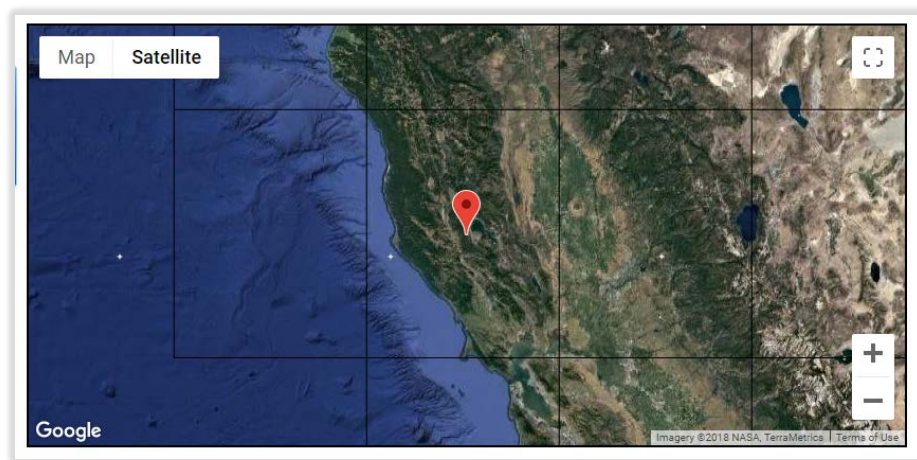 Map
Satellite
+
−
Google
Imagery ©2018 NASA, TerraMetrics
Terms of Use